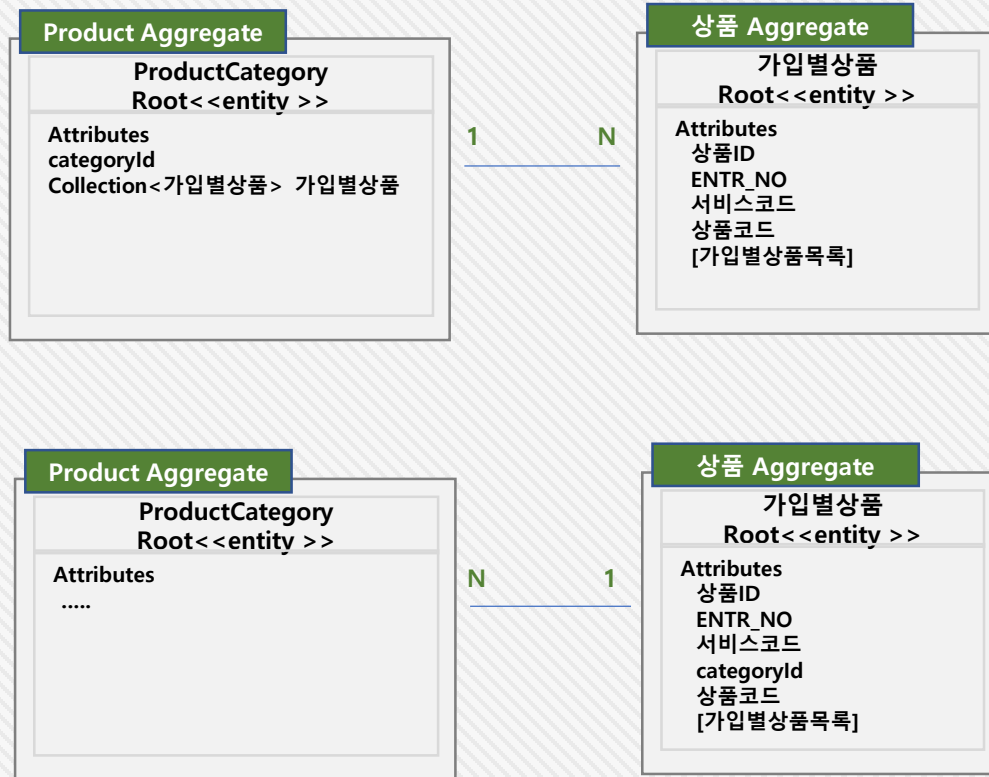 Product Aggregate
ProductCategory
Root<<entity >>
Attributes
categoryId
Collection<가입별상품> 가입별상품
1 N
상품 Aggregate
가입별상품
Root<<entity >>
Attributes
상품ID
ENTR_NO
서비스코드
상품코드
[가입별상품목록]
Product Aggregate
ProductCategory
Root<<entity >>
Attributes
.....
N 1
상품 Aggregate
가입별상품
Root<<entity >>
Attributes
상품ID
ENTR_NO
서비스코드
categoryId
상품코드
[가입별상품목록]